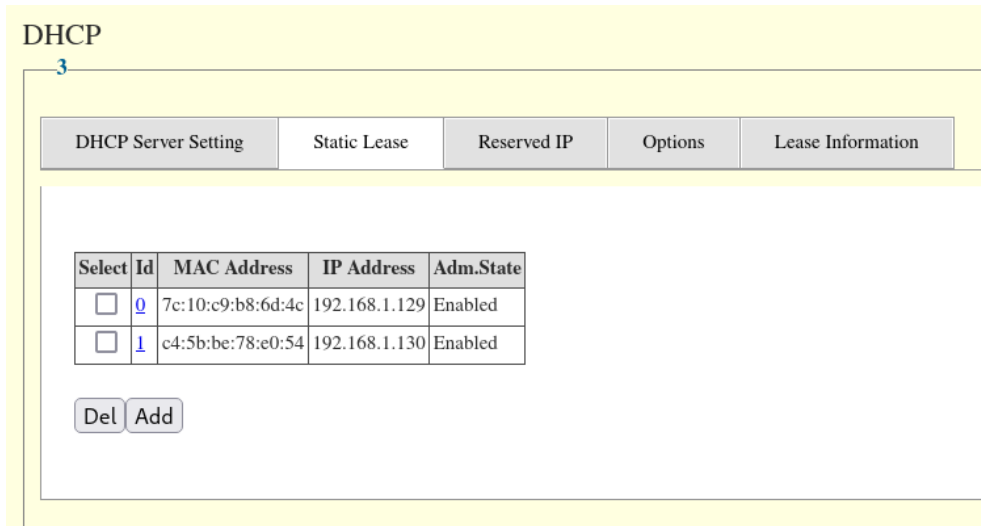 DHCP
3
DHCP Server Setting Static Lease Reserved IP Options Lease Information
Select Id MAC Address IP Address Adm.State
0 7c:10:c9:b8:6d:4c 192.168.1.129 Enabled
1 c4:5b:be:78:e0:54 192.168.1.130 Enabled
Del Add